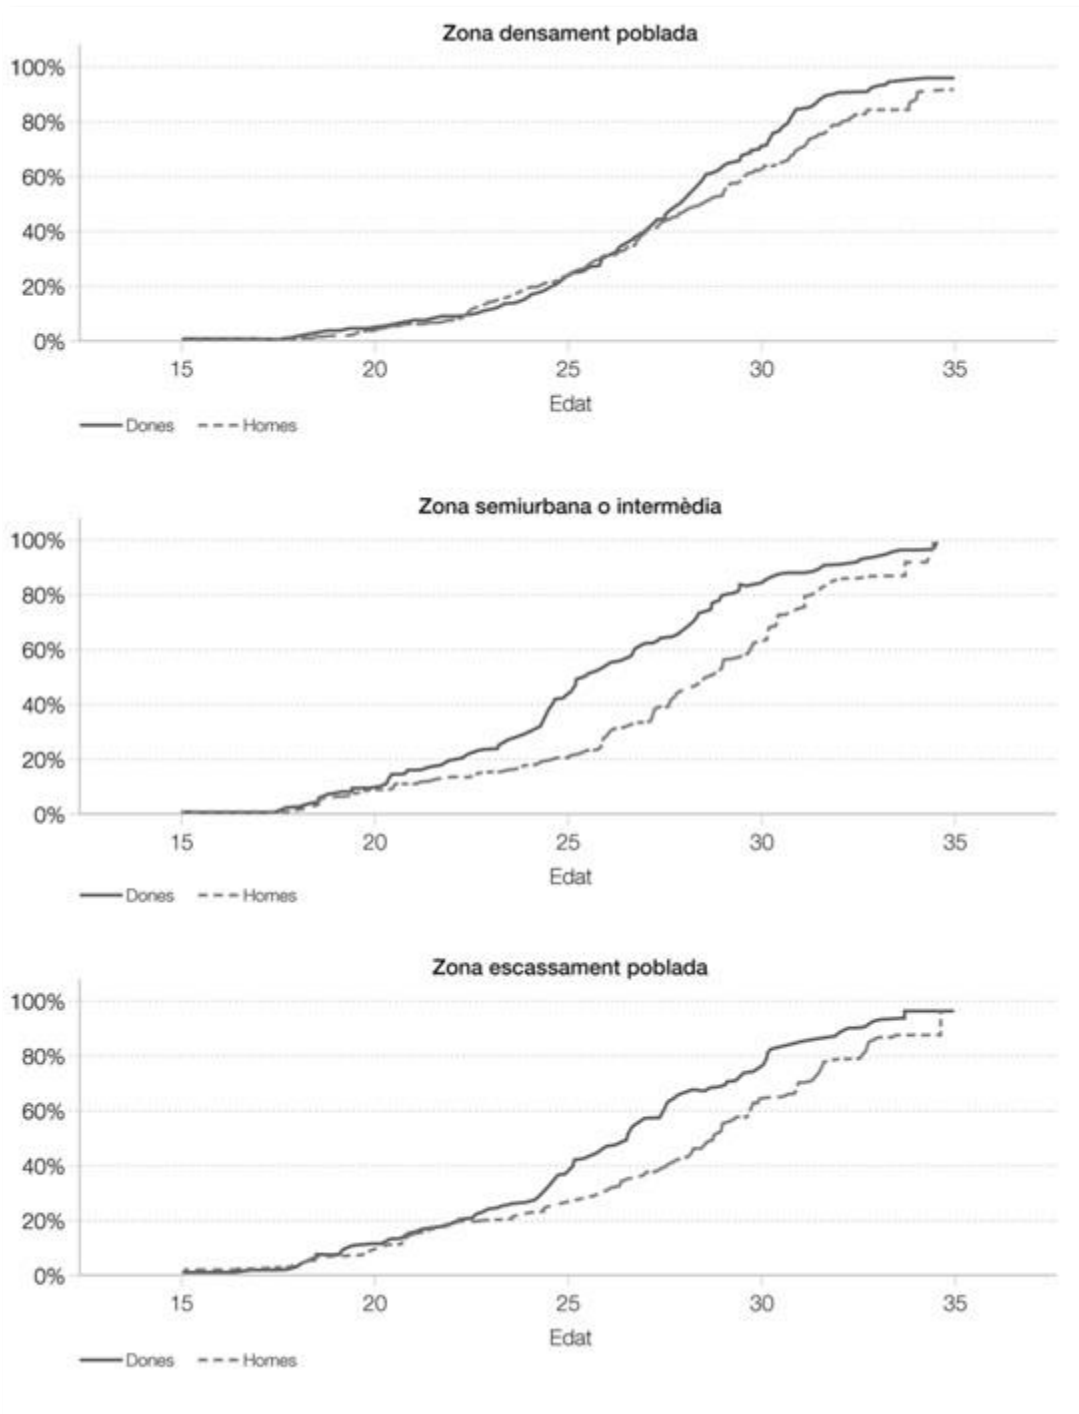 Zona densament poblada
100%
80%
60%
40%
20%
0%
15 20 25 30 35
Edat
Dones Homes
Zona semiurbana o intermèdia
100%
80%
60%
40%
20%
0%
15 20 25 30 35
Edat
Dones Homes
Zona escassament poblada
100%
80%
60%
40%
20%
0%
15 20 25 30 35
Edat
Dones Homes